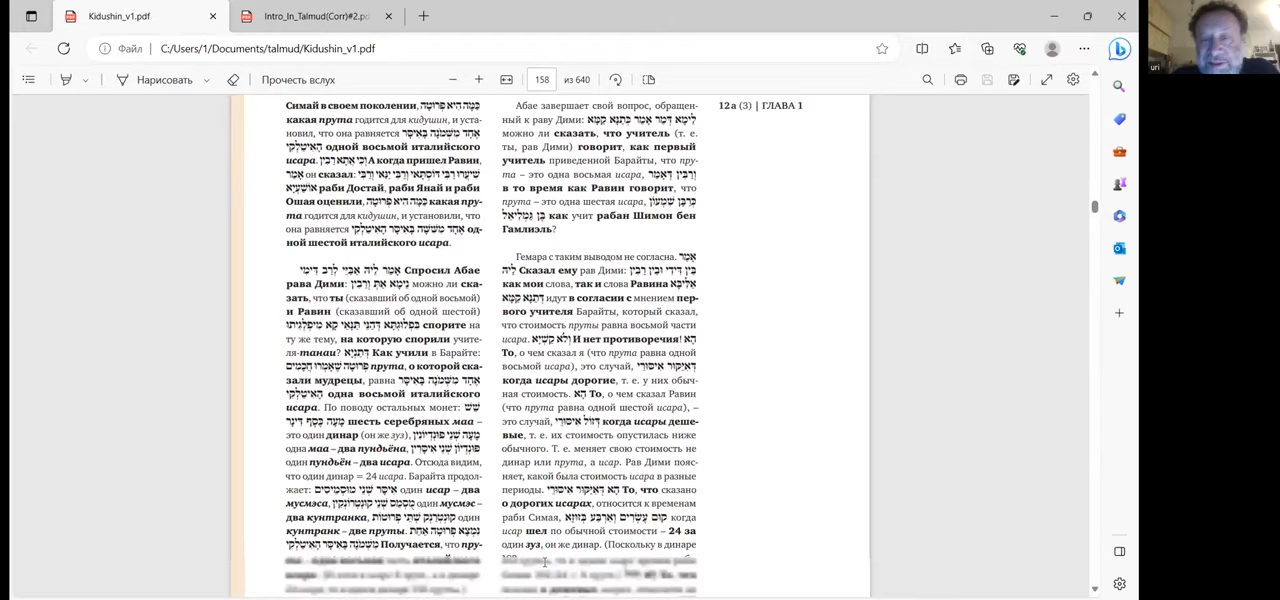 Kidushin_v1.pdf
Intro_In_Talmud(Corr)#2.pd
Файл
C:/Users/1/Documents/talmud/Kidushin_v1.pdf
uri
Нарисовать
Прочесть вслух
158 из 640
Симай в своем поколении, כַּמָּה הִיא פְּרוּטָה,
какая прута годится для кидушин, и уста-
новил, что она равняется אֶחָד מִשְּׁמֹנָה בְּאִיסָּר
הָאִיטַלְקִי одной восьмой италийского
исара. וְכִי אֲתָא רָבִין А когда пришел Равин,
он сказал: שִׁיעֲרוּ רַבִּי דּוֹסְתַּאי וְרַבִּי יַנַּאי וְרַבִּי אָמַר
אוֹשַׁעְיָא раби Достай, раби Янай и раби
Ошая оценили, כַּמָּה הִיא פְּרוּטָה, какая пру-
та годится для кидушин, и установили, что
она равняется אֶחָד מִשִּׁשָּׁה בְּאִיסָּר הָאִיטַלְקִי од-
ной шестой италийского исара.
אֲמַר לֵיהּ אַבַּיֵי לְרַב דִּימִי Спросил Абае
рава Дими: נֵימָא אַתְּ וְרָבִין можно ли ска-
зать, что ты (сказавший об одной восьмой)
и Равин (сказавший об одной шестой)
בִּפְלוּגְתָּא דְּהָנֵי תַּנָּאֵי קָא מִיפַּלְגִיתוּ спорите на
ту же тему, на которую спорили учите-
ля-танаи? דְּתַנְיָא Как учили в Барайте:
פְּרוּטָה שֶׁאָמְרוּ חֲכָמִים прута, о которой ска-
зали мудрецы, равна אֶחָד מִשְּׁמֹנָה בְּאִיסָּר
הָאִיטַלְקִי одна восьмой италийского
исара. По поводу остальных монет: שֵׁשׁ
מָעָה כֶּסֶף דִּינָר шесть серебряных маа –
это один динар (он же зуз), מָעָה שְׁנֵי פּוּנְדְּיוֹנִין
одна маа – два пундьёна, פּוּנְדְּיוֹן שְׁנֵי אִיסָּרִין
один пундьён – два исара. Отсюда видим,
что один динар = 24 исара. Барайта продол-
жает: אִיסָּר שְׁנֵי מוּסְמִיסִים один исар – два
мусмэса, מֻסְמָס שְׁנֵי קוּנְטְרוֹנְקִין один мусмэс –
два кунтранка, קוּנְטְרָנְק שְׁתֵּי פְּרוּטוֹת один
кунтранк – две пруты. נִמְצֵאת פְּרוּטָה אַחַת
מִשְּׁמֹנָה בְּאִיסָּר הָאִיטַלְקִי Получается, что пру-
Абае завершает свой вопрос, обращен-
ный к раву Дими: לֵימָא דְּמַר אָמַר כְּתַנָּא קַמָּא
можно ли сказать, что учитель (т. е.
ты, рав Дими) говорит, как первый
учитель приведенной Барайты, что пру-
та – это одна восьмая исара, וְרָבִין דְּאָמַר
в то время как Равин говорит, что
прута – это одна шестая исара, כְּרַבָּן שִׁמְעוֹן
בֶּן גַּמְלִיאֵל как учит рабан Шимон бен
Гамлиэль?
Гемара с таким выводом не согласна. אָמַר
לֵיהּ Сказал ему рав Дими: בֵּין דִּידִי וּבֵין רָבִין
как мои слова, так и слова Равина אַלִּיבָּא
דְּתַנָּא קַמָּא идут в согласии с мнением пер-
вого учителя Барайты, который сказал,
что стоимость пруты равна восьмой части
исара. וְלָא קַשְׁיָא И нет противоречия! הָא
То, о чем сказал я (что прута равна одной
восьмой исара), это случай, דְּאִיַּקּוּר אִיסּוּרֵי
когда исары дорогие, т. е. у них обыч-
ная стоимость. הָא То, о чем сказал Равин
(что прута равна одной шестой исара), –
это случай, דְּזוּל אִיסּוּרֵי когда исары деше-
вые, т. е. их стоимость опустилась ниже
обычного. Т. е. меняет свою стоимость не
динар или прута, а исар. Рав Дими пояс-
няет, какой была стоимость исара в разные
периоды. הָא דְּאִיַּקּוּר אִיסּוּרֵי То, что сказано
о дорогих исарах, относится к временам
раби Симая, קוּם עֶשְׂרִים וְאַרְבַּע בְּזוּזָא когда
исар шел по обычной стоимости – 24 за
один зуз, он же динар. (Поскольку в динаре
12a (3) | ГЛАВА 1